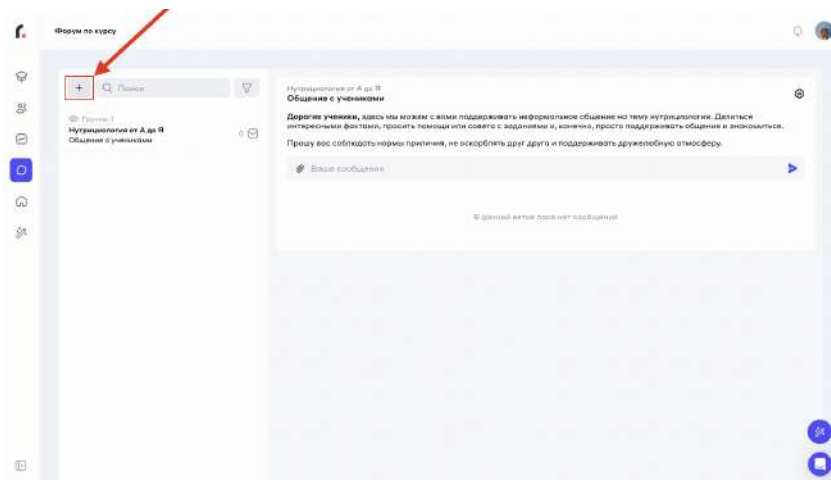 r.
Форум по курсу
+
Поиск
Группа-1
Нутрициология от А до Я
Общение с учениками
0
Нутрициология от А до Я
Общение с учениками
Дорогие ученики, здесь мы можем с вами поддерживать неформальное общение на тему нутрициологии. Делиться
интересными фактами, просить помощи или совета с заданиями и, конечно, просто поддерживать общение и знакомиться.
Прошу вас соблюдать нормы приличия, не оскорблять друг друга и поддерживать дружелюбную атмосферу.
Ваше сообщение
В данной ветке пока нет сообщений